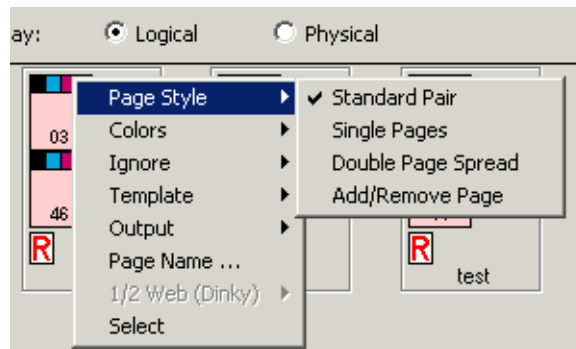 ay: Logical Physical
Page Style
Colors
Ignore
Template
Output
Page Name ...
1/2 Web (Dinky)
Select
Standard Pair
Single Pages
Double Page Spread
Add/Remove Page
03
46
R
R
test